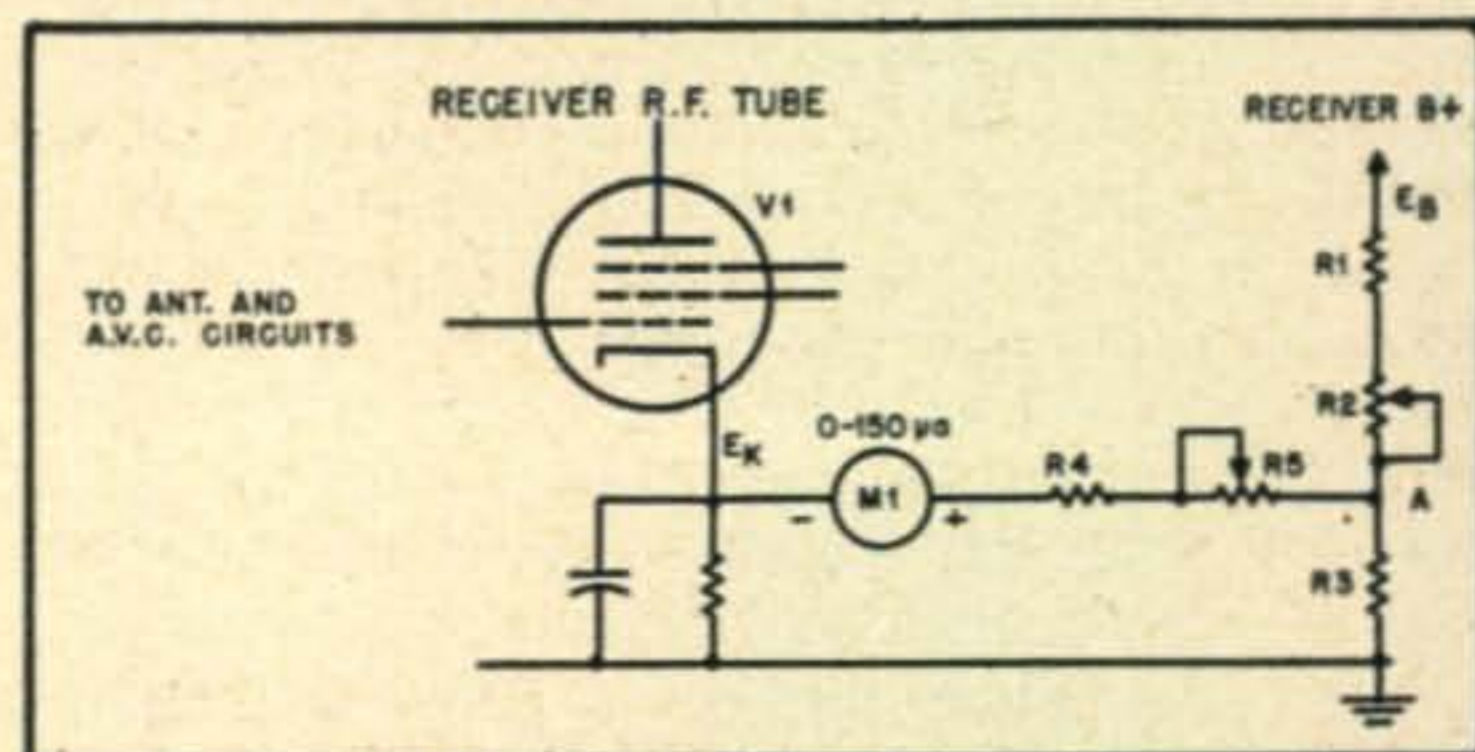 RECEIVER R.F. TUBE
RECEIVER B+
V1
EB
R1
TO ANT. AND
A.V.C. CIRCUITS
R2
0-150 μa
EK
R4
R5
M1
A
-
+
R3